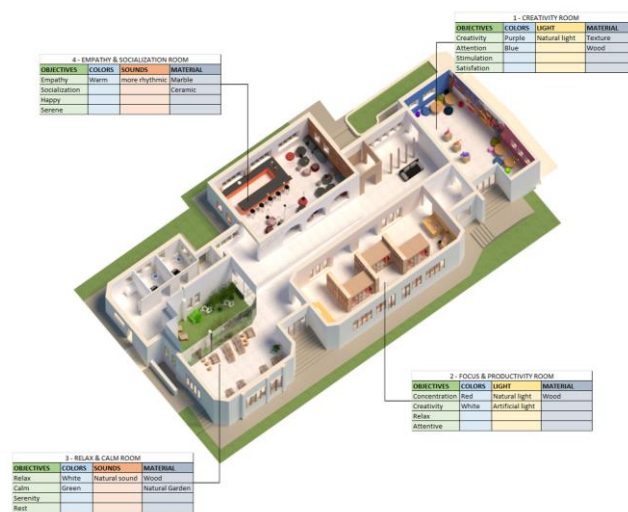 1 - CREATIVITY ROOM
OBJECTIVES COLORS LIGHT MATERIAL
Creativity Purple Natural light Texture
Attention Blue Wood
Stimulation
Satisfation
4 - EMPATHY & SOCIALIZATION ROOM
OBJECTIVES COLORS SOUNDS MATERIAL
Empathy Warm more rhythmic Marble
Socialization Ceramic
Happy
Serene
2 - FOCUS & PRODUCTIVITY ROOM
OBJECTIVES COLORS LIGHT MATERIAL
Concentration Red Natural light Wood
Creativity White Artificial light
Relax
Attentive
3 - RELAX & CALM ROOM
OBJECTIVES COLORS SOUNDS MATERIAL
Relax White Natural sound Wood
Calm Green Natural Garden
Serenity
Rest